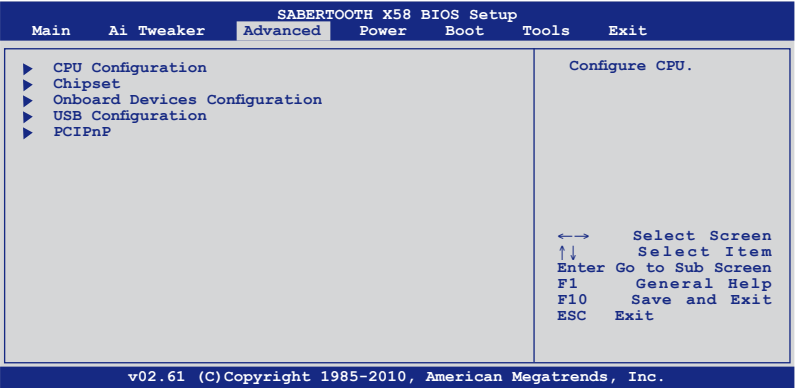 SABERTOOTH X58 BIOS Setup
Main Ai Tweaker Advanced Power Boot Tools Exit
CPU Configuration
Chipset
Onboard Devices Configuration
USB Configuration
PCIPnP
Configure CPU.
←→ Select Screen
↑↓ Select Item
Enter Go to Sub Screen
F1 General Help
F10 Save and Exit
ESC Exit
v02.61 (C)Copyright 1985-2010, American Megatrends, Inc.